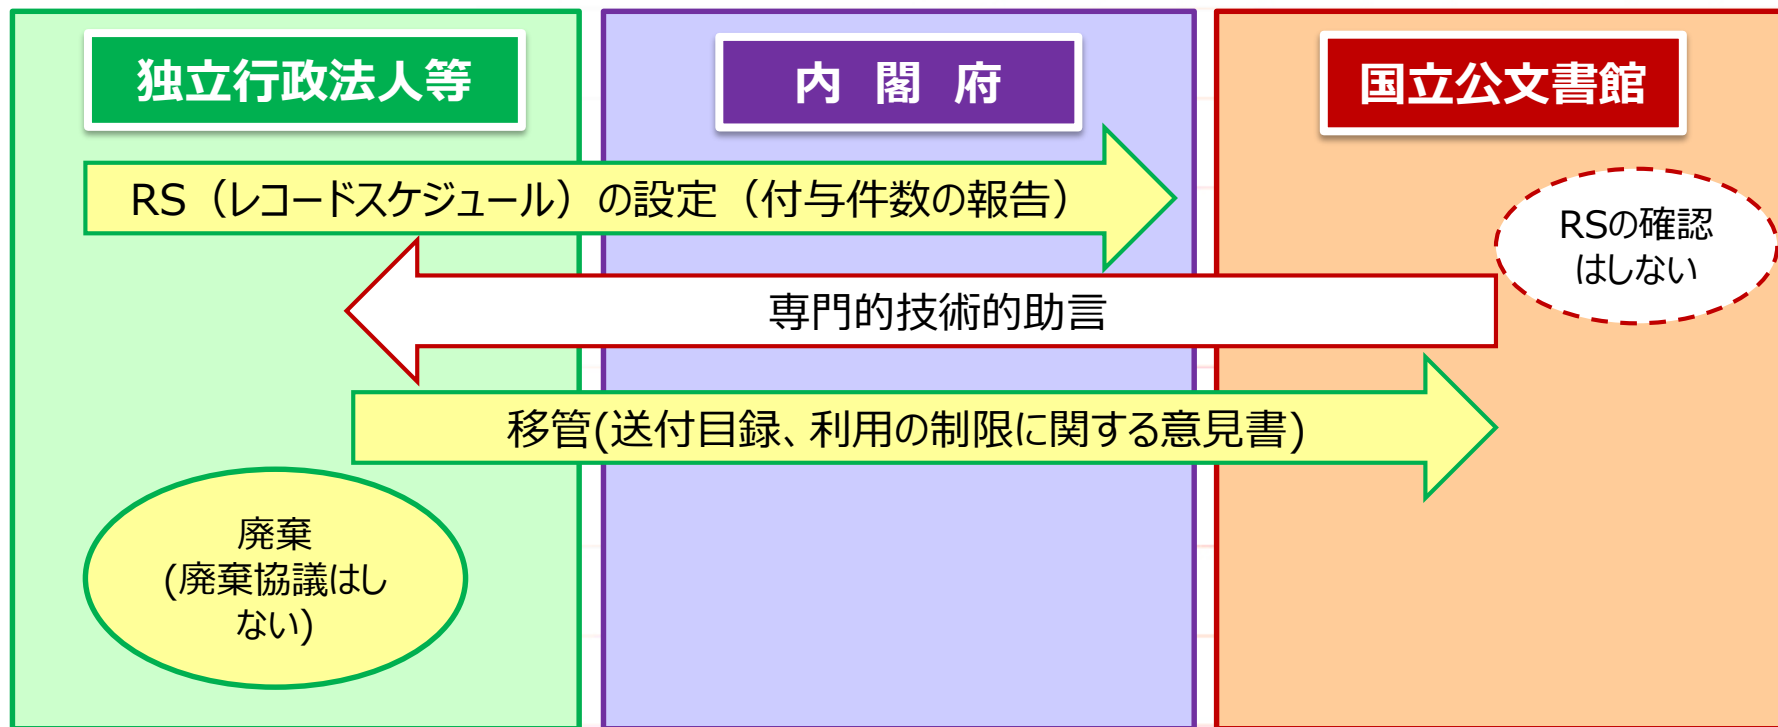 独立行政法人等
内 閣 府
国立公文書館
RS（レコードスケジュール）の設定（付与件数の報告）
RSの確認
はしない
専門的技術的助言
移管(送付目録、利用の制限に関する意見書)
廃棄
(廃棄協議はし
ない)